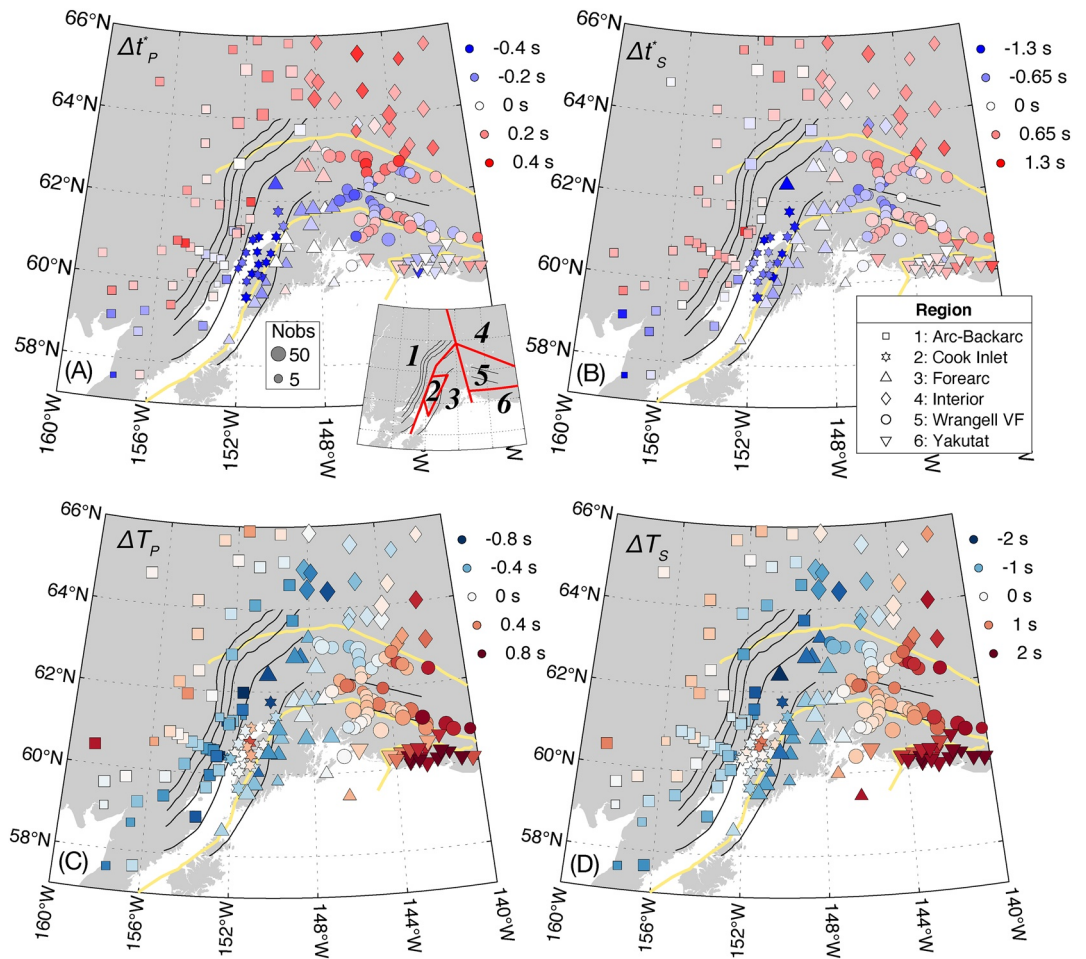 66°N
64°N
62°N
60°N
58°N
Δt*P
-0.4 s
-0.2 s
0 s
0.2 s
0.4 s
(A)
Nobs
50
5
160°W
156°W
152°W
148°W
°W
W
1
2
3
4
5
6
66°N
64°N
62°N
60°N
58°N
Δt*S
-1.3 s
-0.65 s
0 s
0.65 s
1.3 s
(B)
Region
1: Arc-Backarc
2: Cook Inlet
3: Forearc
4: Interior
5: Wrangell VF
6: Yakutat
160°W
156°W
152°W
148°W
66°N
64°N
62°N
60°N
58°N
ΔTP
-0.8 s
-0.4 s
0 s
0.4 s
0.8 s
(C)
160°W
156°W
152°W
148°W
144°W
140°W
66°N
64°N
62°N
60°N
58°N
ΔTS
-2 s
-1 s
0 s
1 s
2 s
(D)
160°W
156°W
152°W
148°W
144°W
140°W